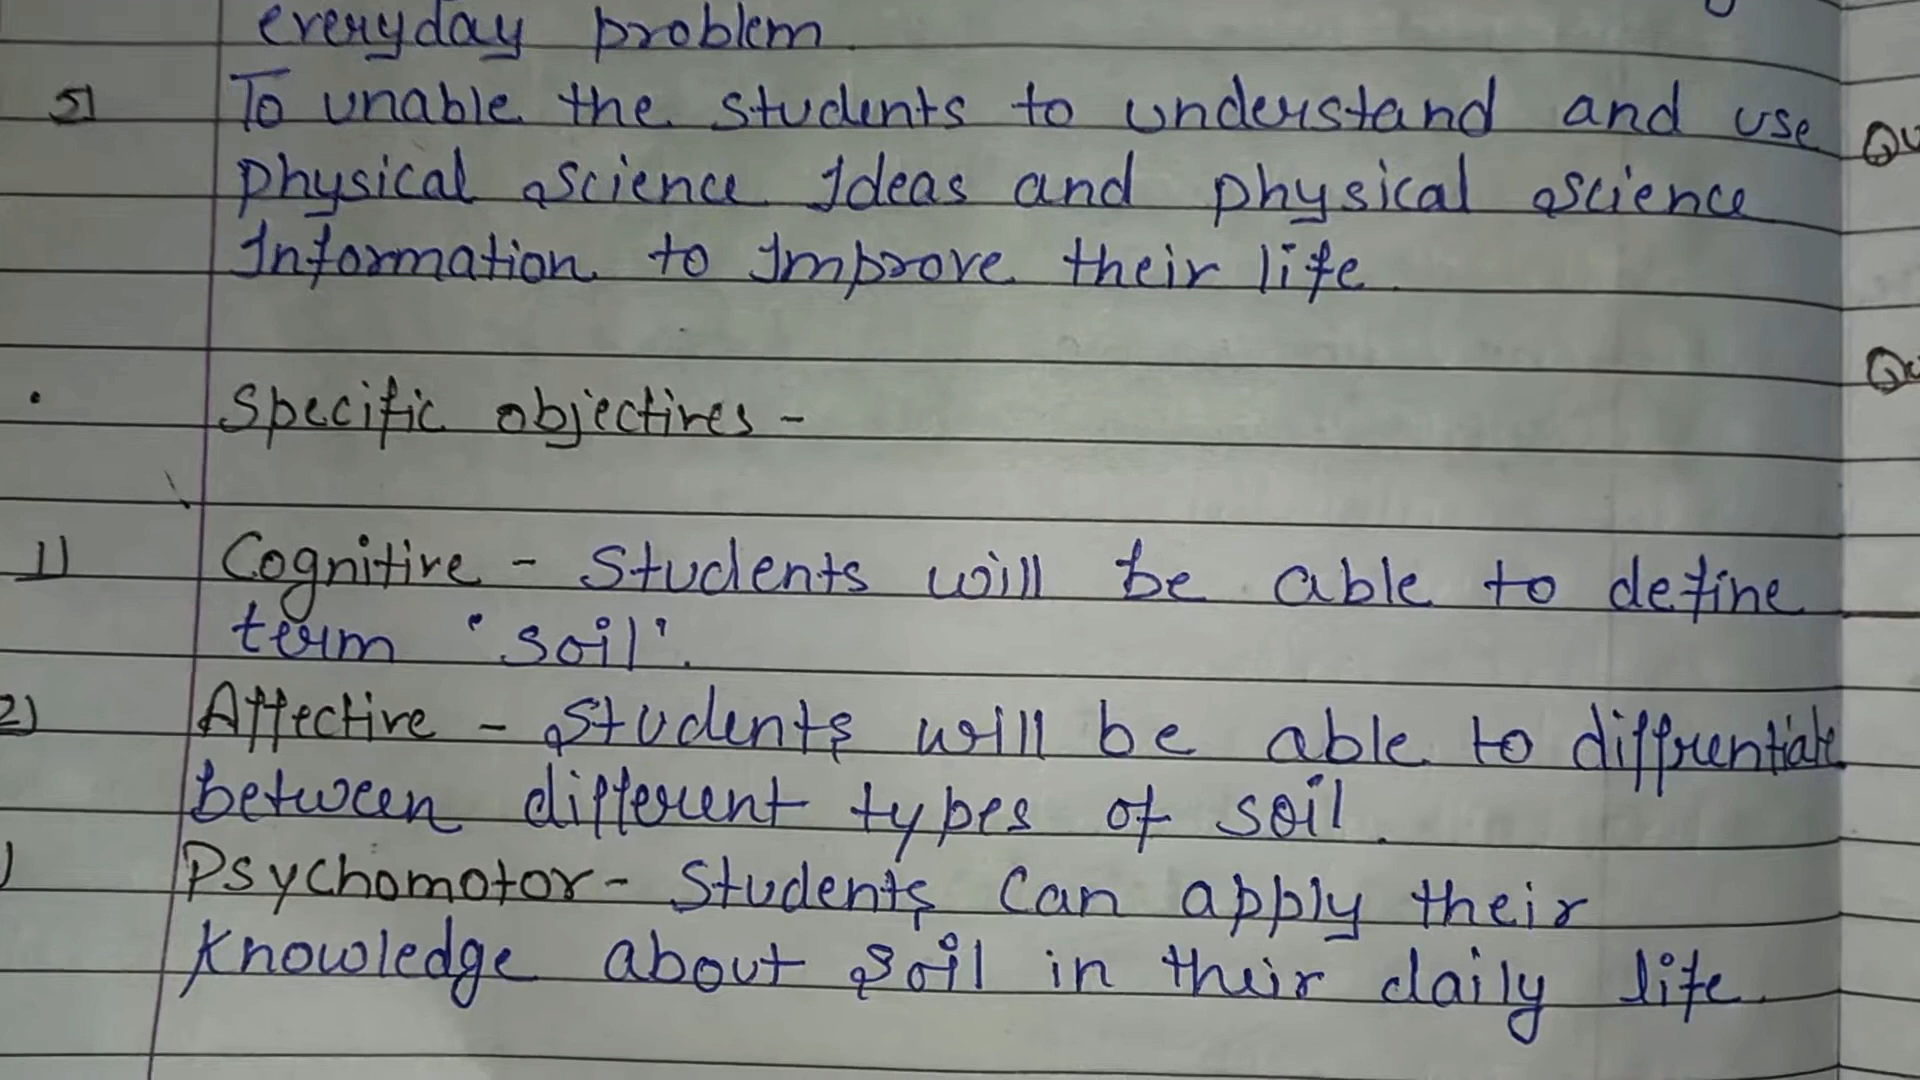 everyday problem
5) To unable the students to understand and use
physical science Ideas and physical science
Information to Improve their life
• Specific objectives -
1) Cognitive - Students will be able to define
term 'soil'.
2) Affective - Students will be able to diffrentiate
between different types of soil.
) Psychomotor - Students can apply their
knowledge about soil in their daily life.